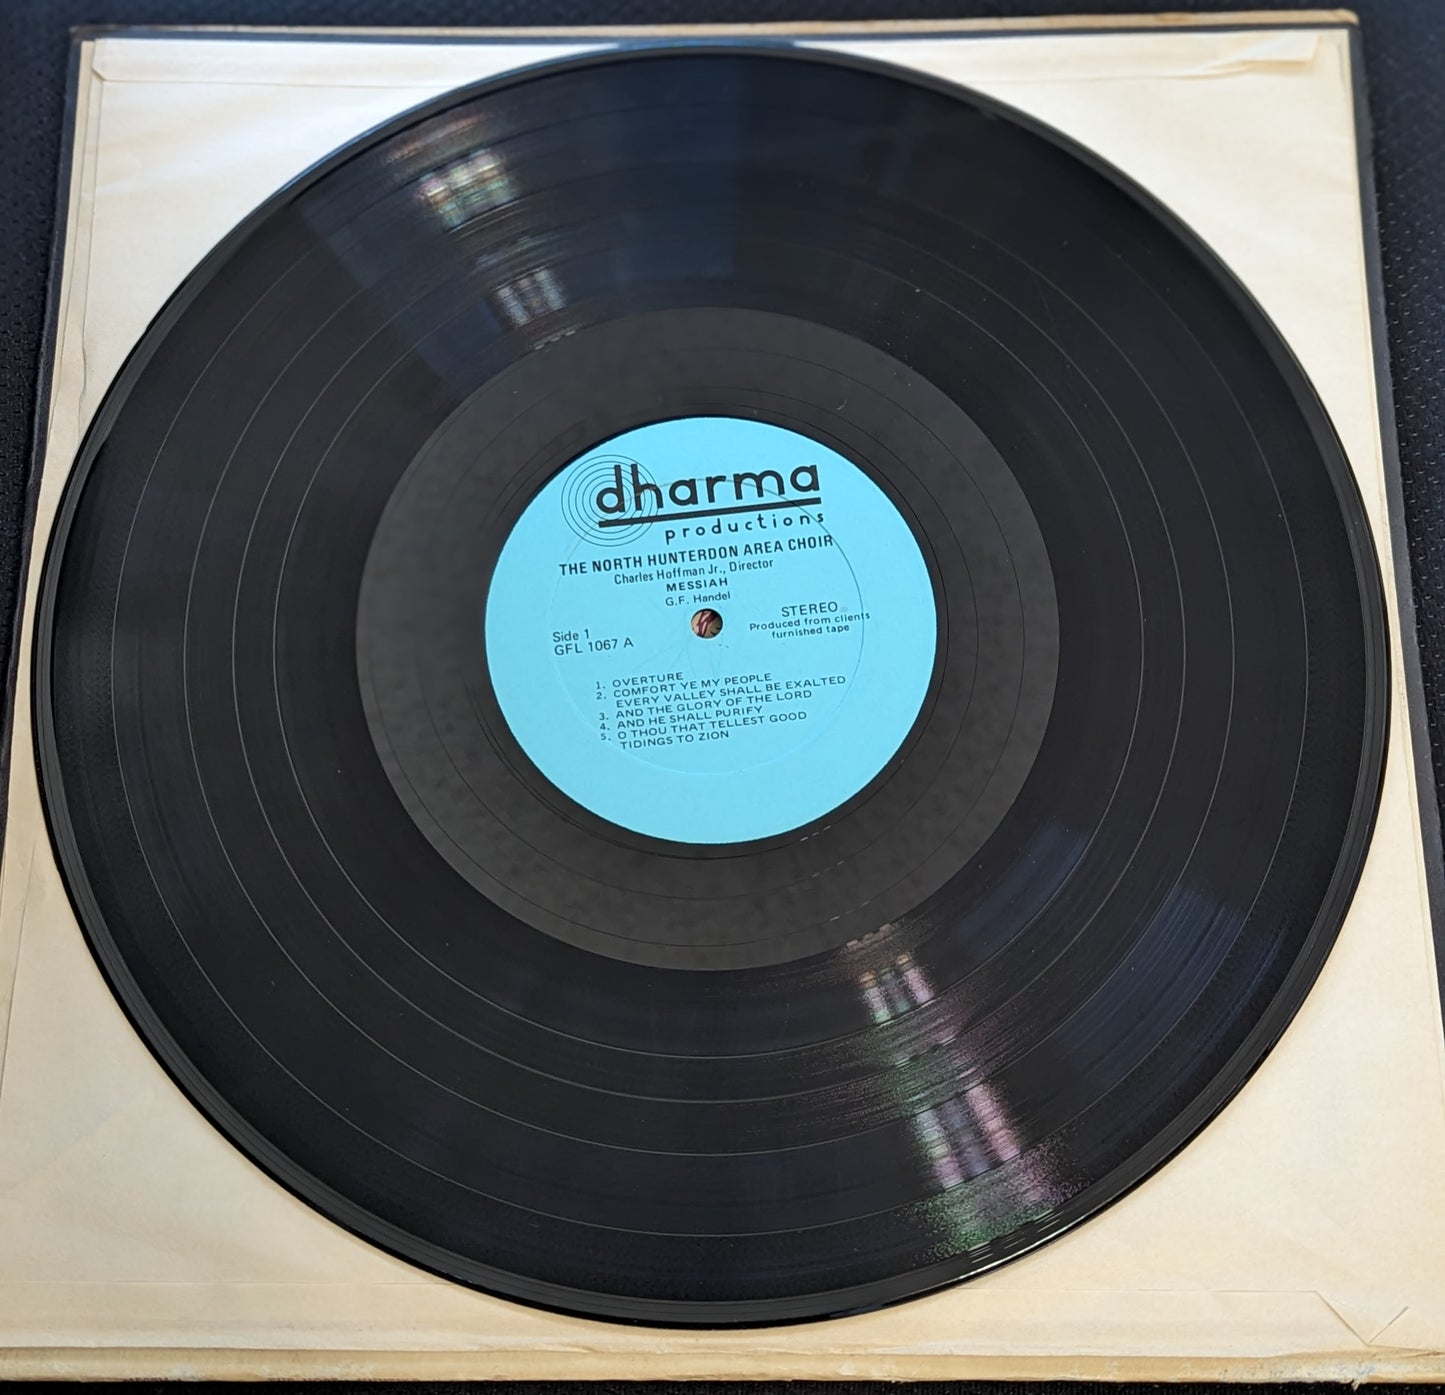 dharma
productions
THE NORTH HUNTERDON AREA CHOIR
Charles Hoffman Jr., Director
MESSIAH
G.F. Handel
Side 1
GFL 1067 A
STEREO
Produced from clients
furnished tape
1. OVERTURE
2. COMFORT YE MY PEOPLE
EVERY VALLEY SHALL BE EXALTED
3. AND THE GLORY OF THE LORD
4. AND HE SHALL PURIFY
5. O THOU THAT TELLEST GOOD
TIDINGS TO ZION